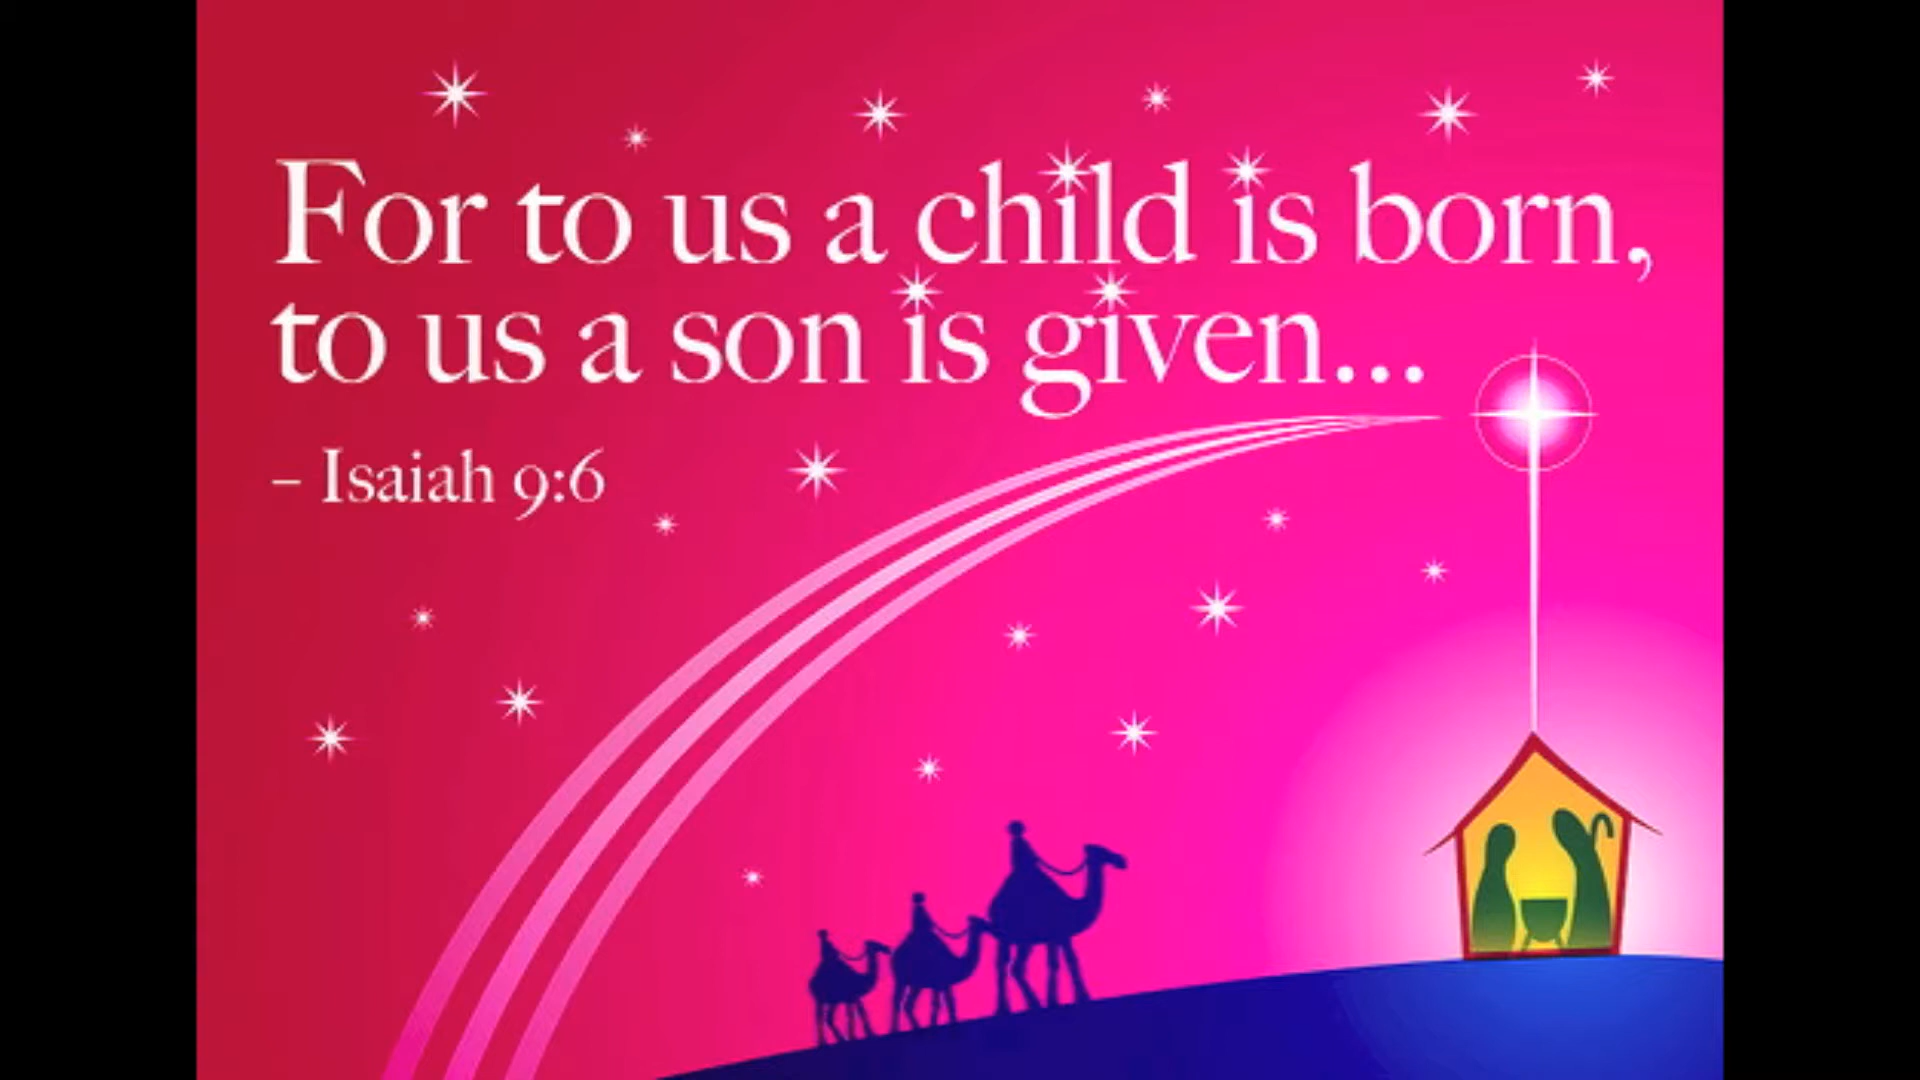 For to us a child is born,
to us a son is given...
– Isaiah 9:6